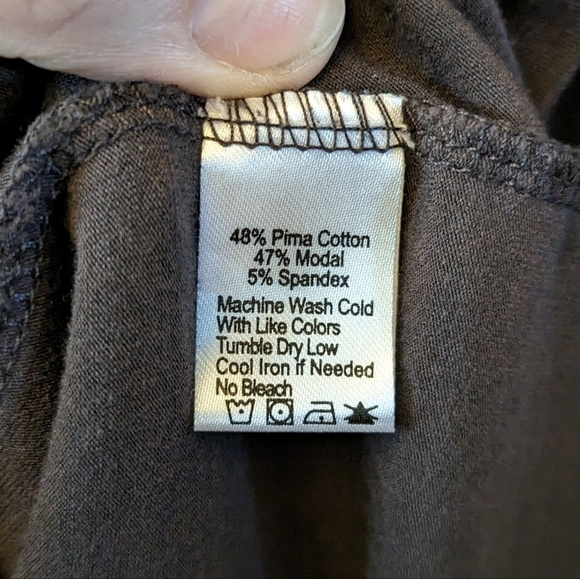 48% Pima Cotton
47% Modal
5% Spandex
Machine Wash Cold
With Like Colors
Tumble Dry Low
Cool Iron if Needed
No Bleach